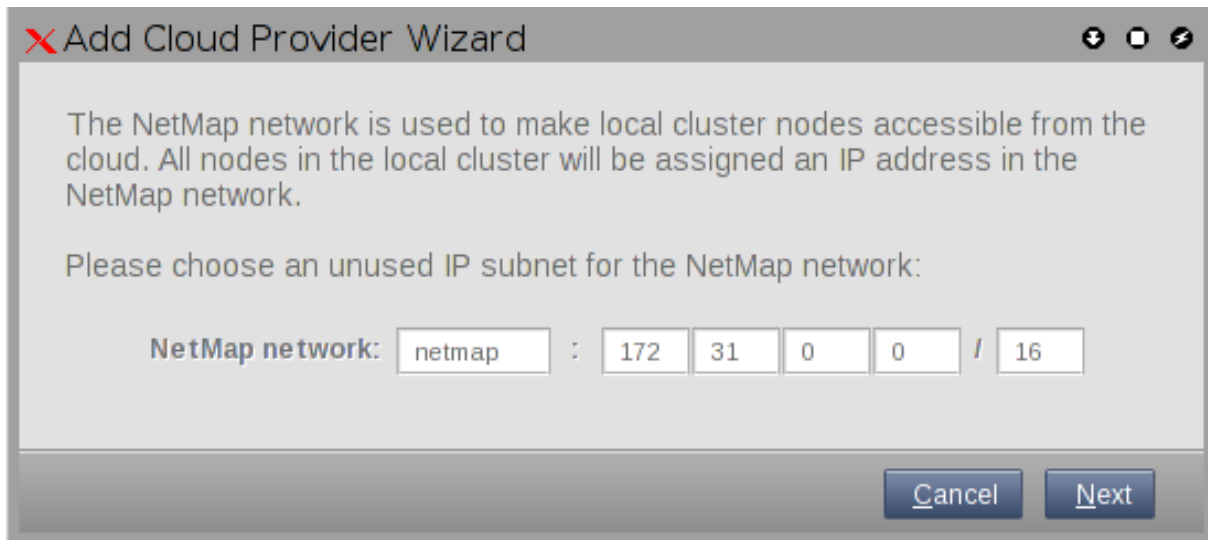 Add Cloud Provider Wizard
The NetMap network is used to make local cluster nodes accessible from the
cloud. All nodes in the local cluster will be assigned an IP address in the
NetMap network.
Please choose an unused IP subnet for the NetMap network:
NetMap network: netmap : 172 31 0 0 / 16
Cancel Next